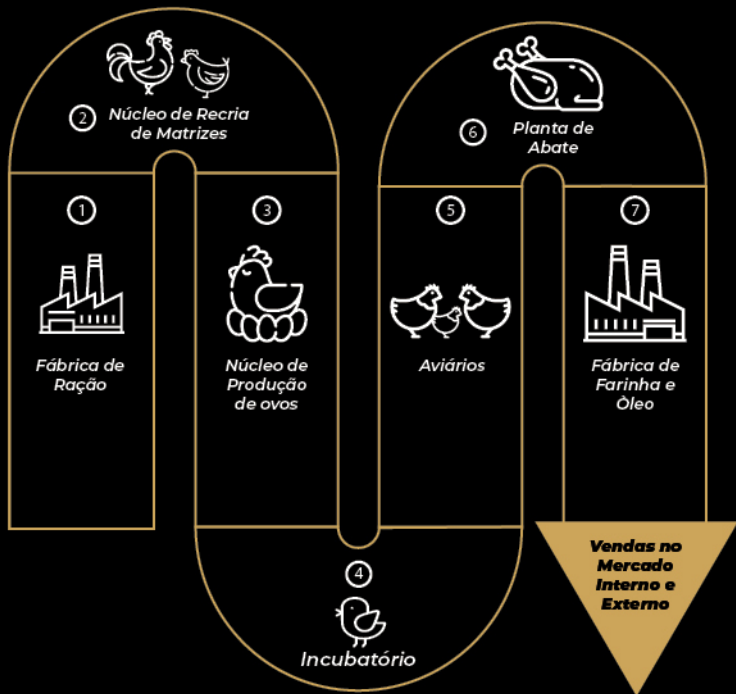 1
Fábrica de
Ração
2
Núcleo de Recria
de Matrizes
3
Núcleo de
Produção
de ovos
4
Incubatório
5
Aviários
6
Planta de
Abate
7
Fábrica de
Farinha e
Òleo
Vendas no
Mercado
Interno e
Externo